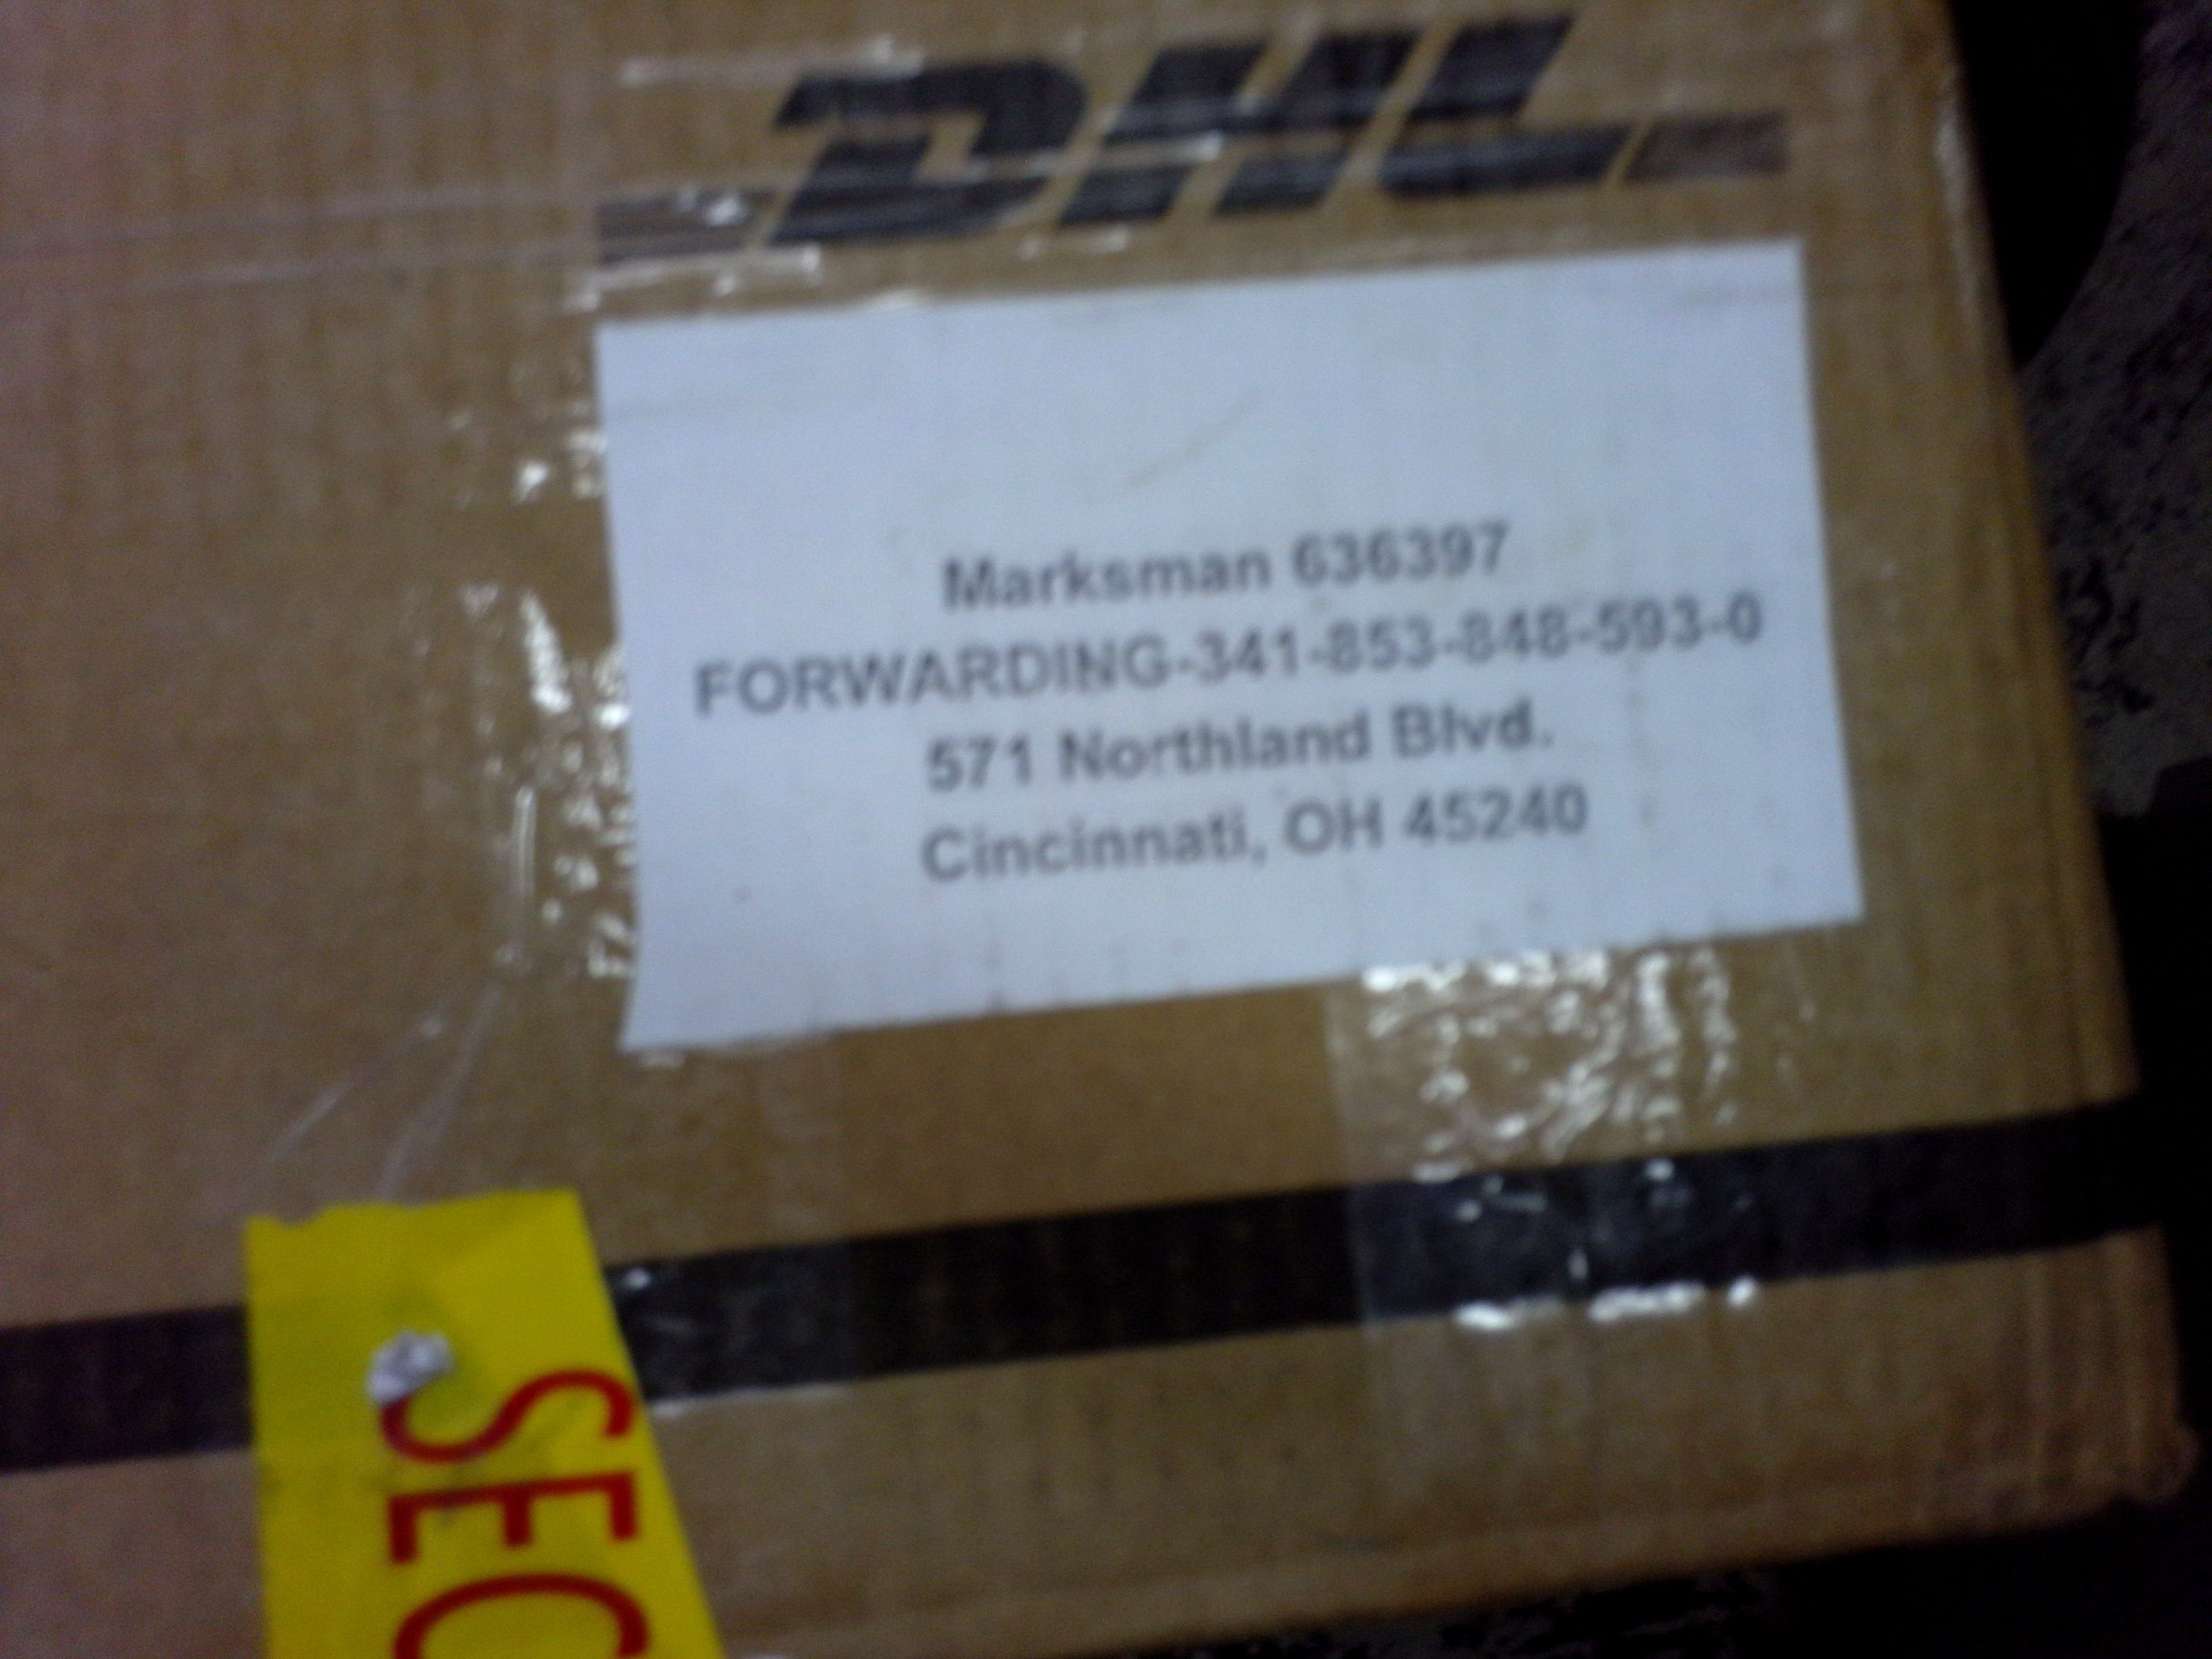 DHL
Marksman 636397
FORWARDING-341-853-848-593-0
571 Northland Blvd.
Cincinnati, OH 45240
SEC